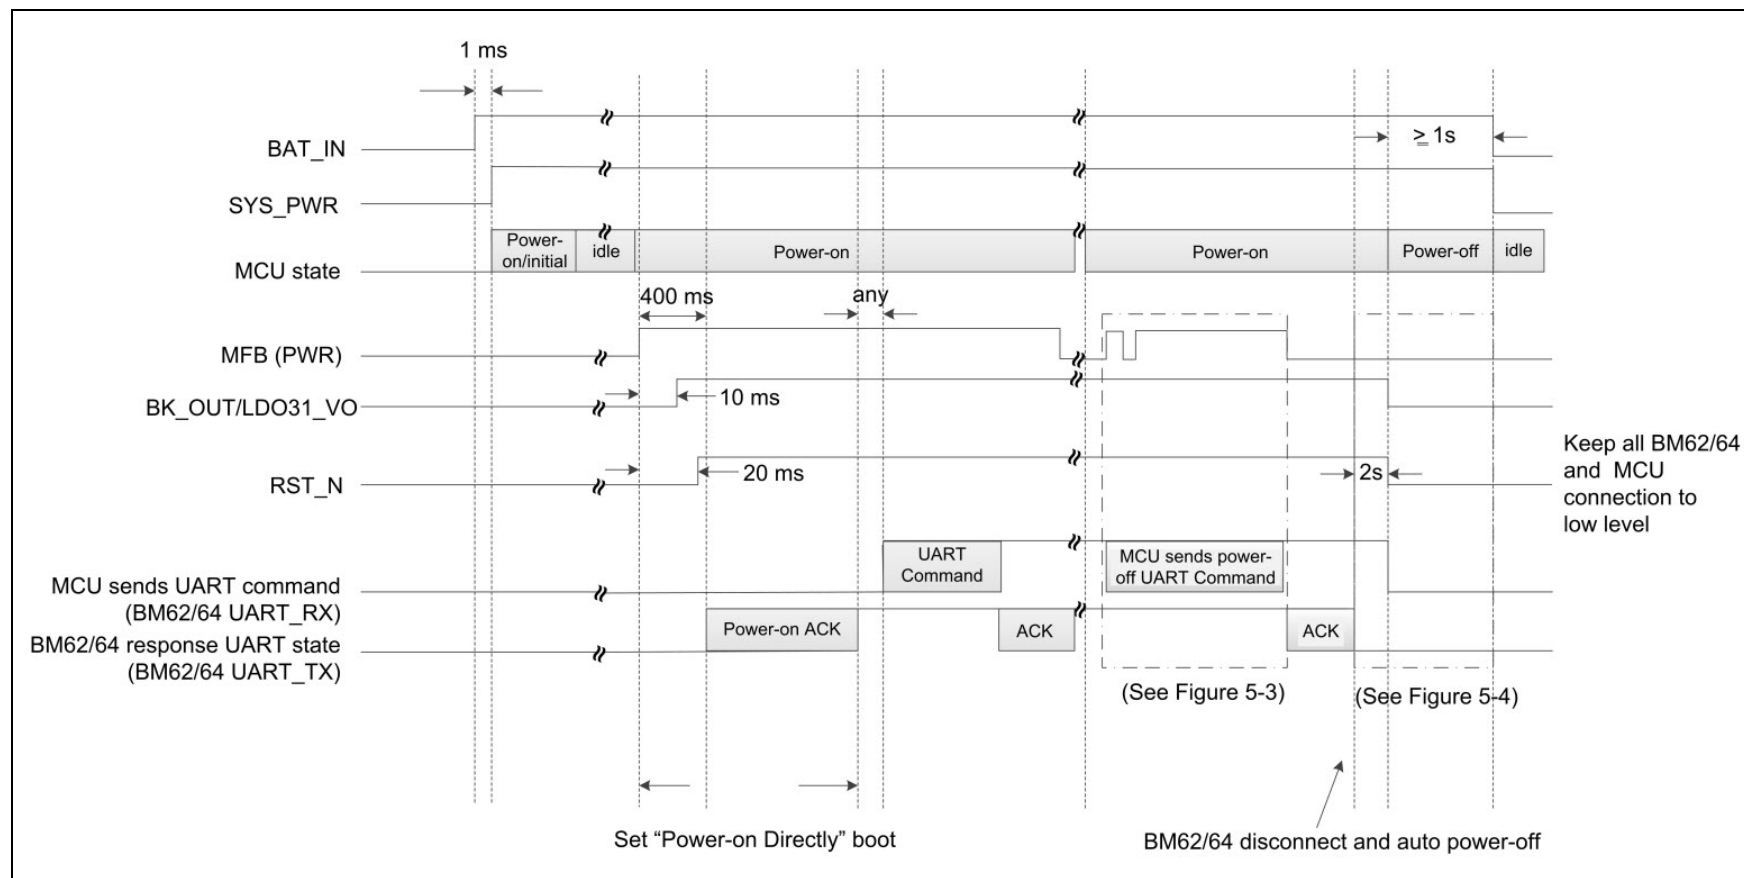 1 ms
BAT_IN
≥ 1s
SYS_PWR
Power-
on/initial
idle
Power-on
Power-on
Power-off
idle
MCU state
400 ms
any
MFB (PWR)
BK_OUT/LDO31_VO
10 ms
RST_N
20 ms
2s
Keep all BM62/64
and MCU
connection to
low level
UART
Command
MCU sends power-
off UART Command
MCU sends UART command
(BM62/64 UART_RX)
BM62/64 response UART state
(BM62/64 UART_TX)
Power-on ACK
ACK
ACK
(See Figure 5-3)
(See Figure 5-4)
Set “Power-on Directly” boot
BM62/64 disconnect and auto power-off